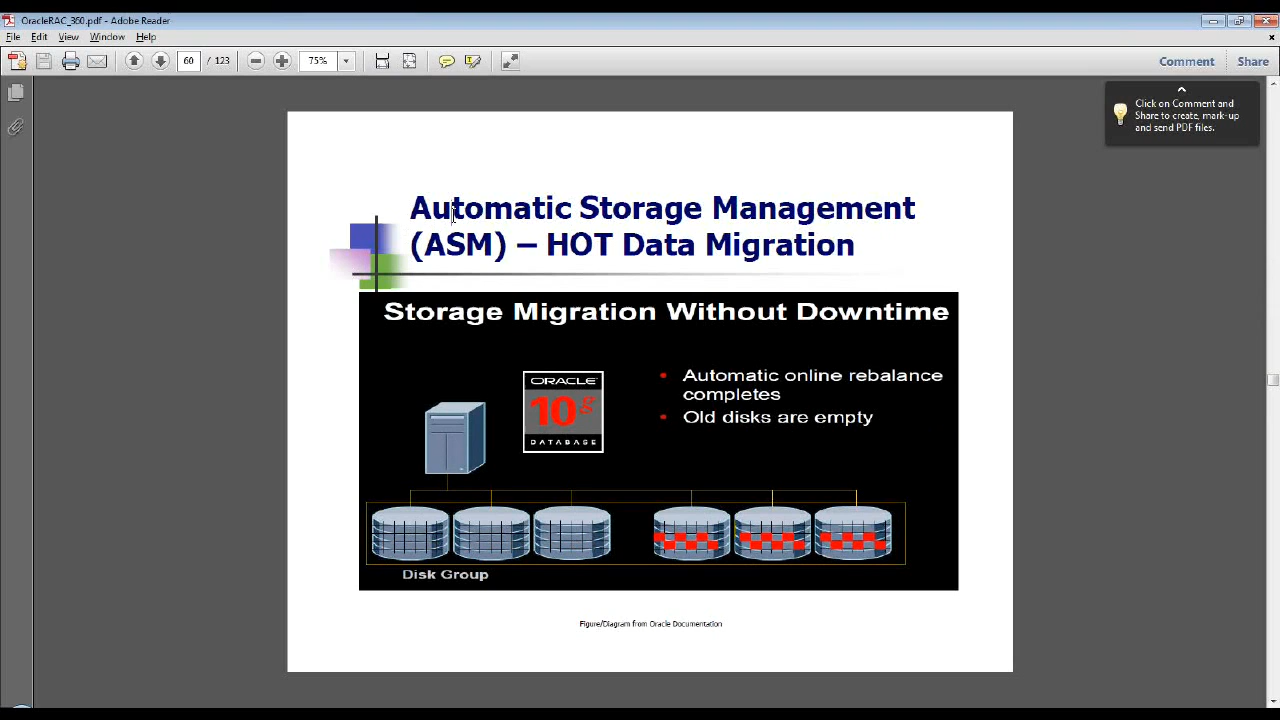 OracleRAC_360.pdf - Adobe Reader
File Edit View Window Help
60 / 123 75% Comment Share
Click on Comment and
Share to create, mark-up
and send PDF files.
Automatic Storage Management
(ASM) – HOT Data Migration
Storage Migration Without Downtime
ORACLE
10g
DATABASE
• Automatic online rebalance
completes
• Old disks are empty
Disk Group
Figure/Diagram from Oracle Documentation